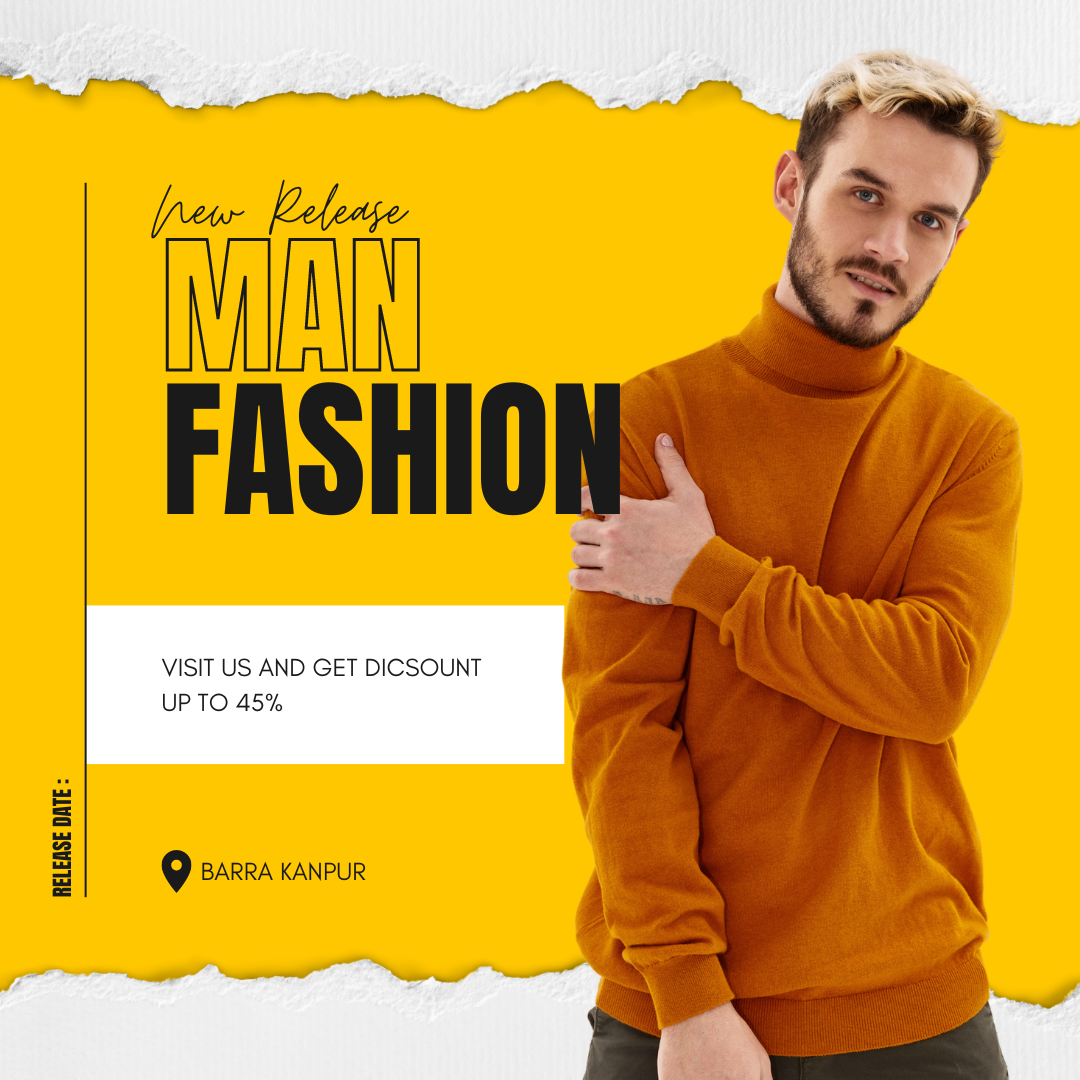 New Release
MAN
FASHION
VISIT US AND GET DICSOUNT
UP TO 45%
RELEASE DATE :
BARRA KANPUR